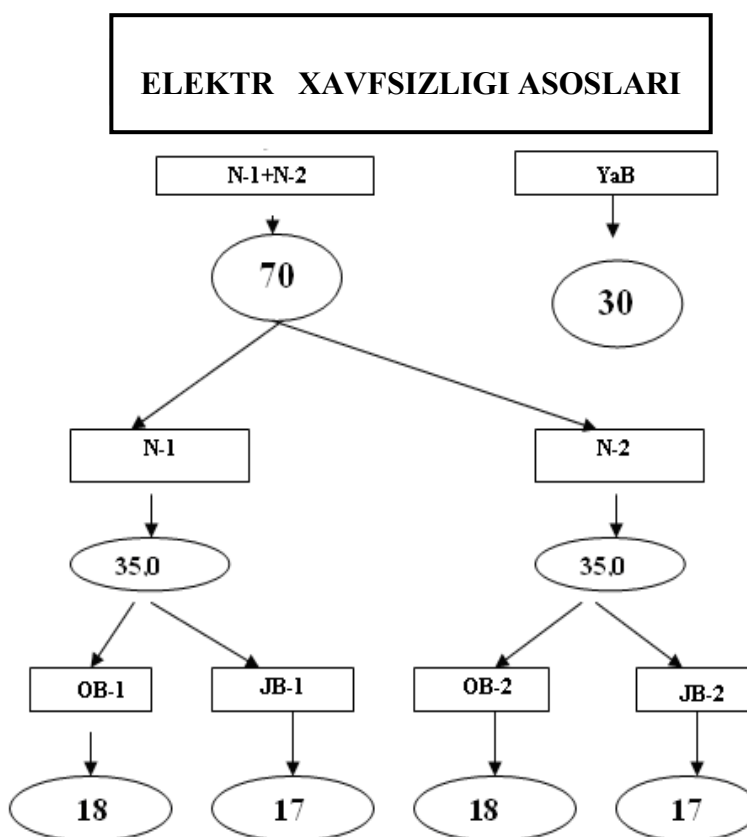 ELEKTR XAVFSIZLIGI ASOSLARI
N-1+N-2
YaB
70
30
N-1
N-2
35,0
35,0
OB-1
JB-1
OB-2
JB-2
18
17
18
17